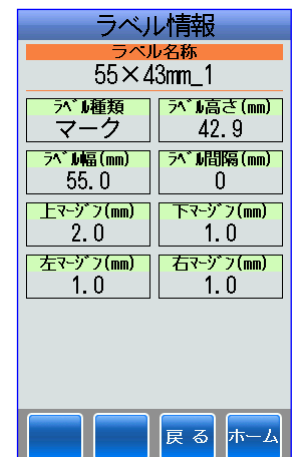 ラベル情報
ラベル名称
55×43mm_1
ﾗﾍﾞﾙ種類 ﾗﾍﾞﾙ高さ(mm)
マーク 42.9
ﾗﾍﾞﾙ幅(mm) ﾗﾍﾞﾙ間隔(mm)
55.0 0
上ﾏｰｼﾞﾝ(mm) 下ﾏｰｼﾞﾝ(mm)
2.0 1.0
左ﾏｰｼﾞﾝ(mm) 右ﾏｰｼﾞﾝ(mm)
1.0 1.0
戻る ホーム